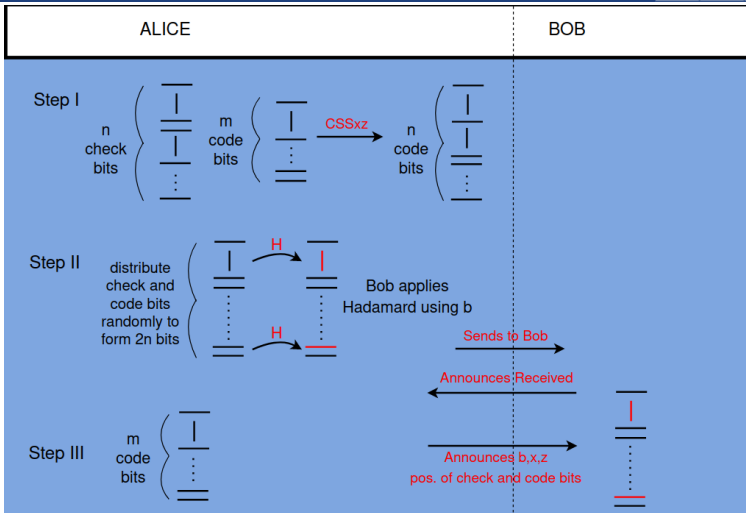 ALICE
BOB
Step I
n
check
bits
m
code
bits
CSSxz
n
code
bits
Step II
distribute
check and
code bits
randomly to
form 2n bits
H
H
Bob applies
Hadamard using b
Sends to Bob
Announces Received
Step III
m
code
bits
Announces b,x,z
pos. of check and code bits